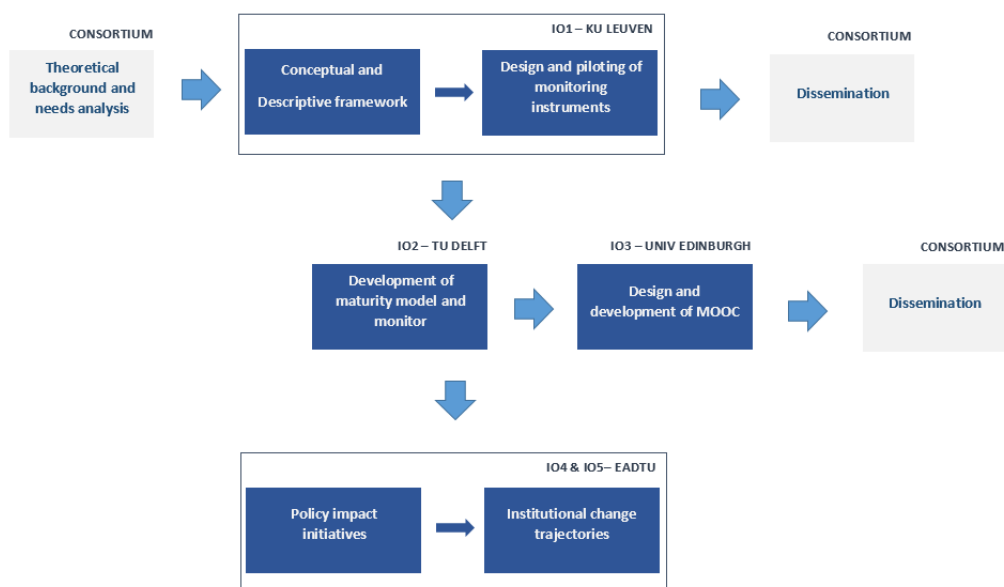 CONSORTIUM
Theoretical
background and
needs analysis
IO1 – KU LEUVEN
Conceptual and
Descriptive framework
Design and piloting of
monitoring
instruments
CONSORTIUM
Dissemination
IO2 – TU DELFT
Development of
maturity model and
monitor
IO3 – UNIV EDINBURGH
Design and
development of MOOC
CONSORTIUM
Dissemination
IO4 & IO5– EADTU
Policy impact
initiatives
Institutional change
trajectories